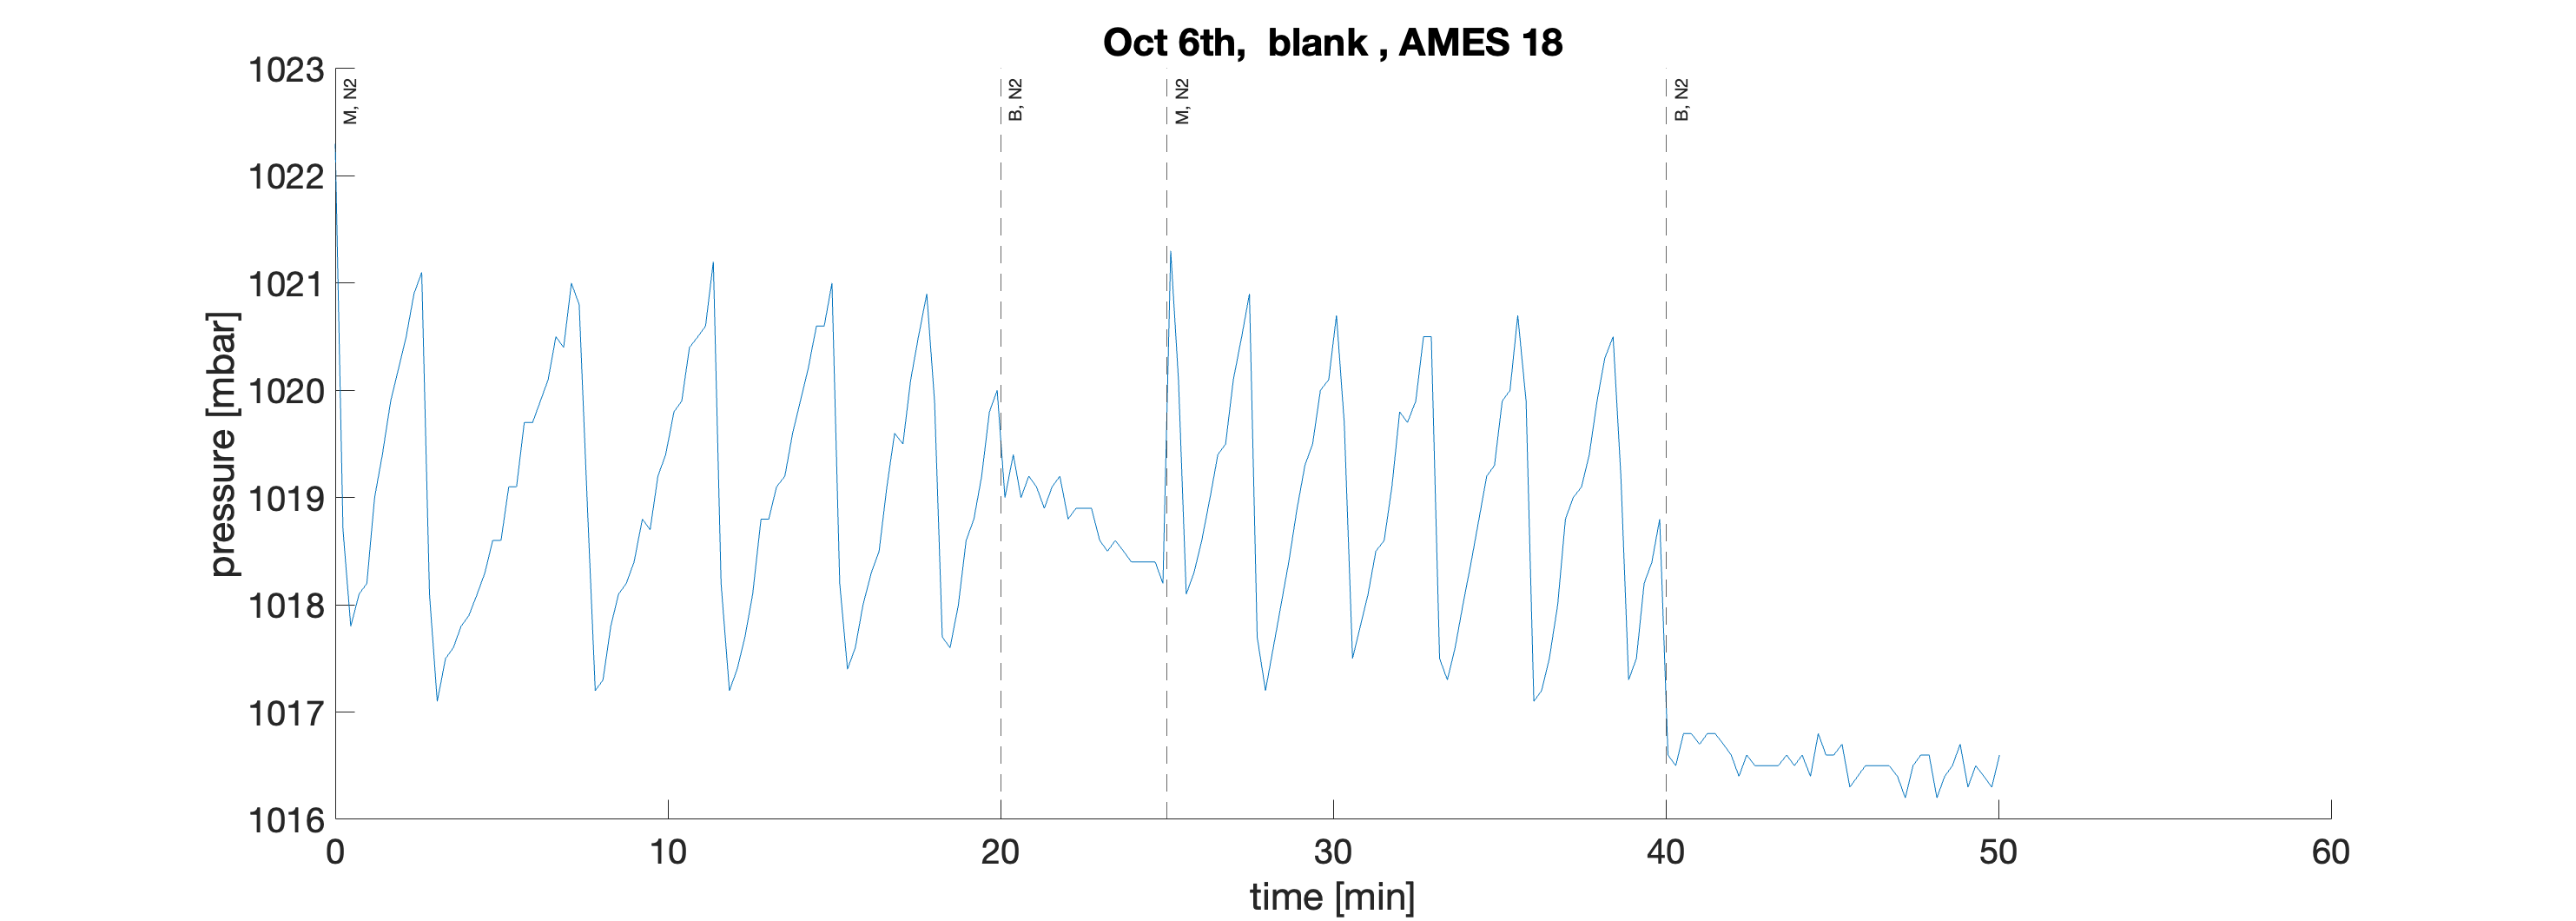 Oct 6th,  blank , AMES 18
1023
1022
1021
1020
1019
1018
1017
1016
pressure [mbar]
M, N2
B, N2
M, N2
B, N2
0
10
20
30
40
50
60
time [min]